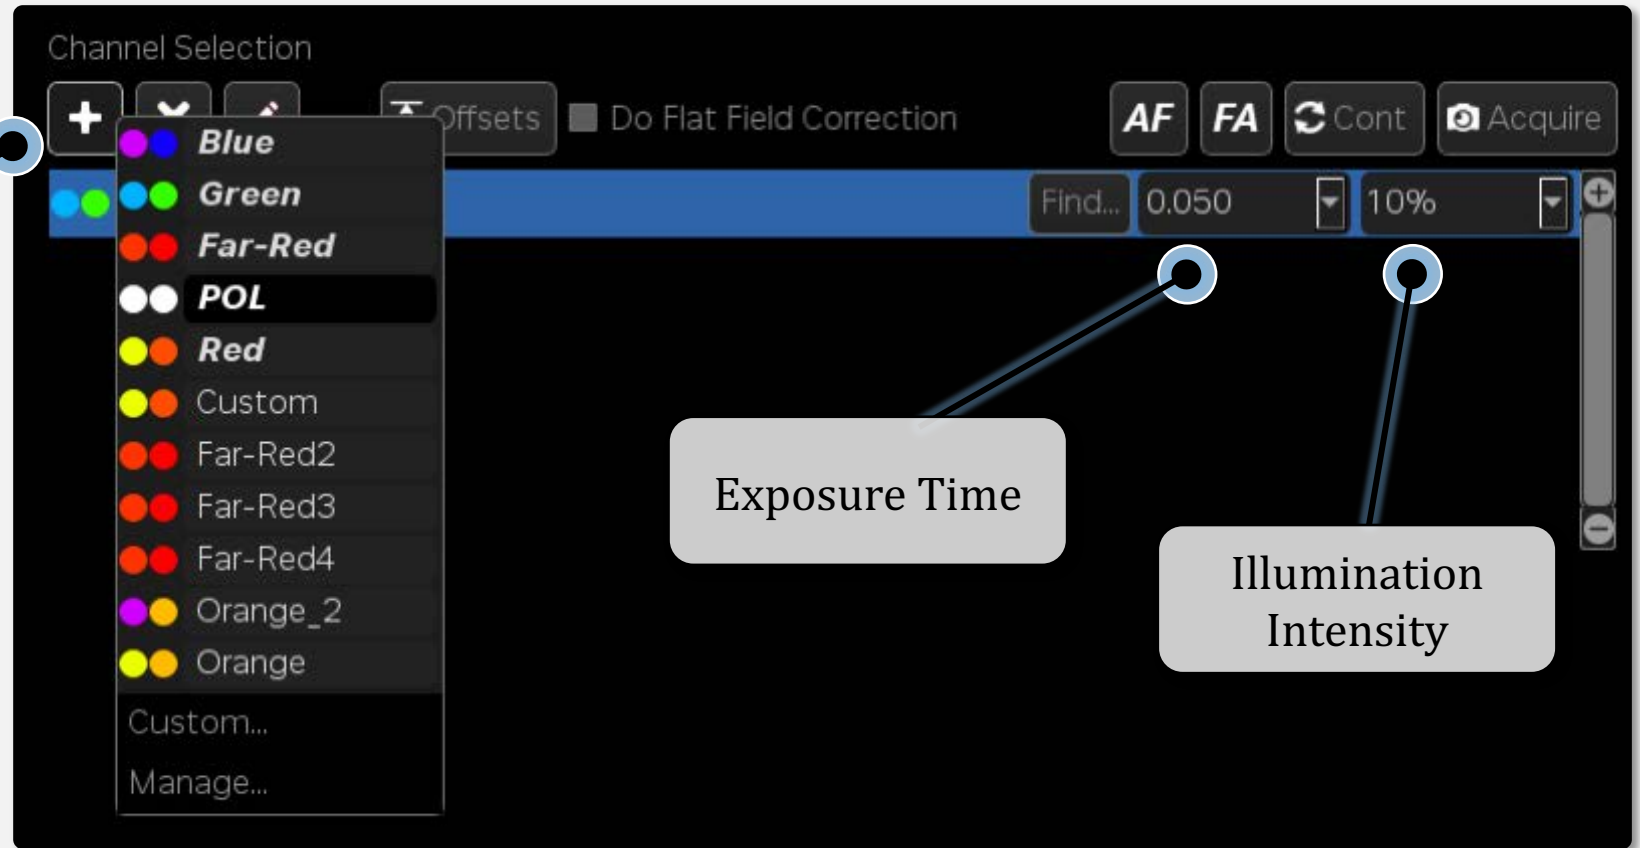 Channel Selection
Offsets
Do Flat Field Correction
AF
FA
Cont
Acquire
Find...
0.050
10%
Blue
Green
Far-Red
POL
Red
Custom
Far-Red2
Far-Red3
Far-Red4
Orange_2
Orange
Custom...
Manage...
Exposure Time
Illumination
Intensity